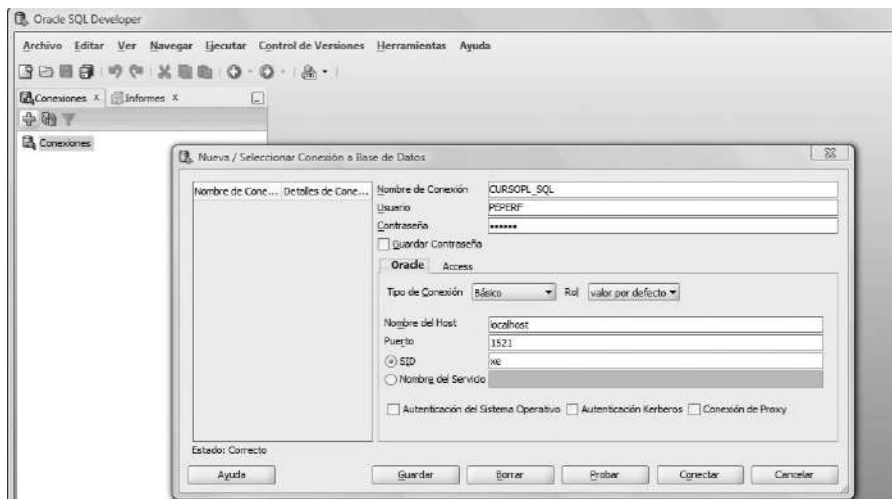 Oracle SQL Developer
Archivo Editar Ver Navegar Ejecutar Control de Versiones Herramientas Ayuda
Conexiones x Informes x
Conexiones
Nueva / Seleccionar Conexión a Base de Datos
Nombre de Cone... Detalles de Cone...
Nombre de Conexión CURSOPL_SQL
Usuario PEPERF
Contraseña ••••••
Guardar Contraseña
Oracle Access
Tipo de Conexión Básico Rol valor por defecto
Nombre del Host localhost
Puerto 1521
SID xe
Nombre del Servicio
Autenticación del Sistema Operativo Autenticación Kerberos Conexión de Proxy
Estado: Correcto
Ayuda Guardar Borrar Probar Conectar Cancelar